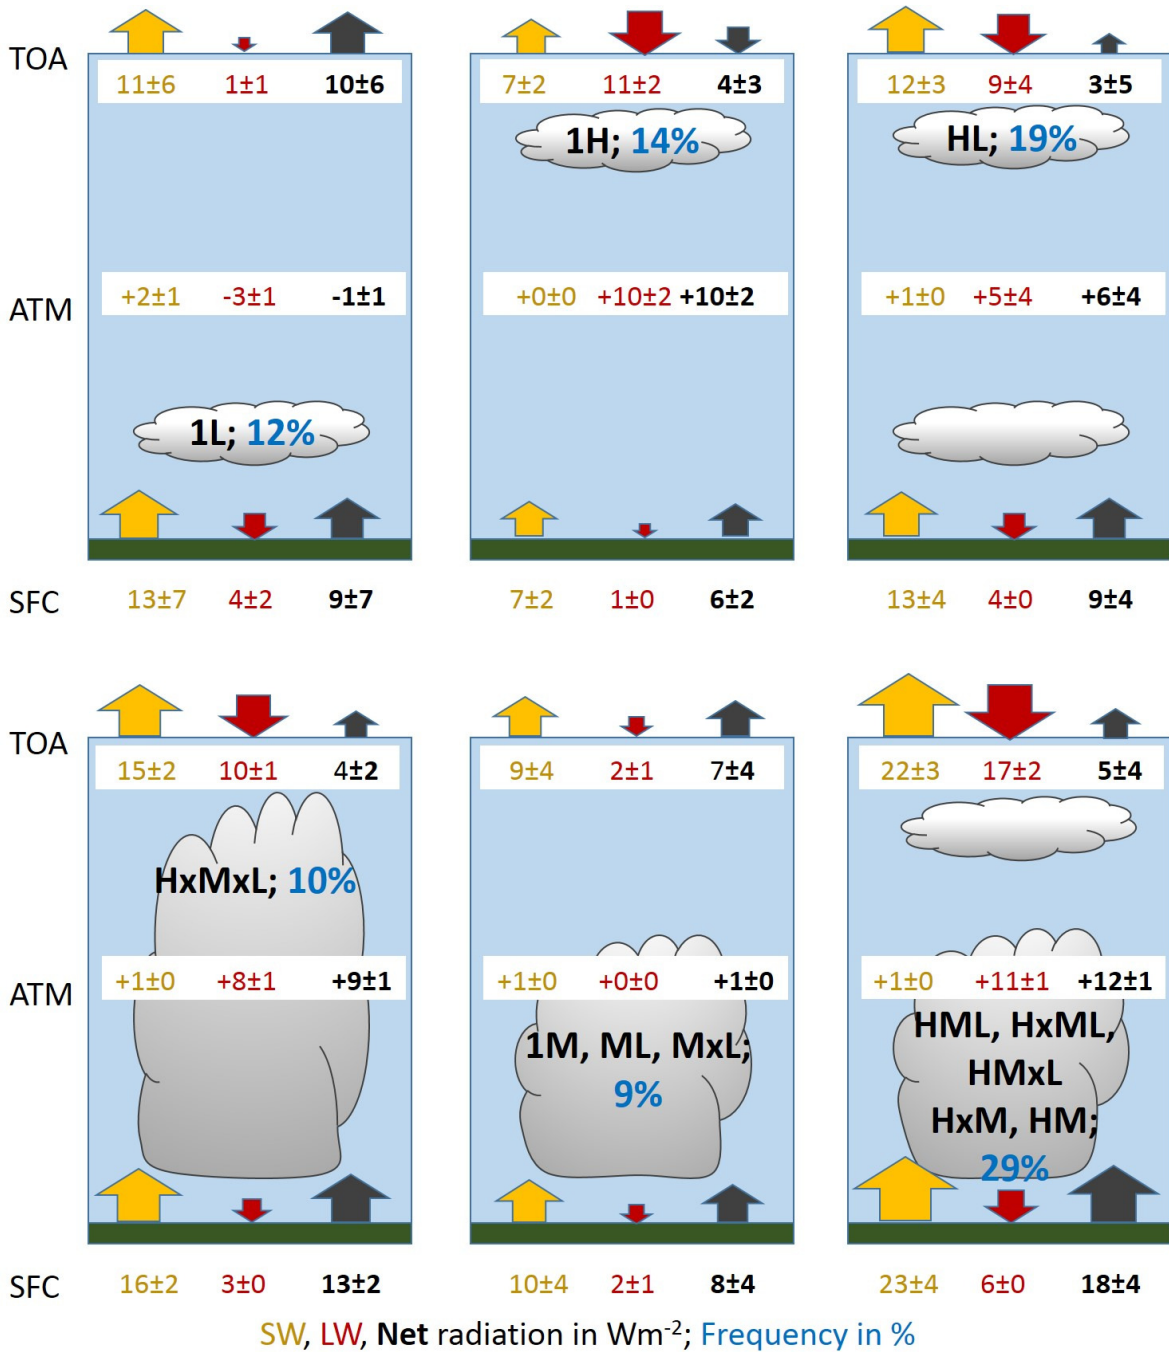 TOA
11±6 1±1 10±6
7±2 11±2 4±3
12±3 9±4 3±5
1H; 14%
HL; 19%
ATM
+2±1 -3±1 -1±1
+0±0 +10±2 +10±2
+1±0 +5±4 +6±4
1L; 12%
SFC
13±7 4±2 9±7
7±2 1±0 6±2
13±4 4±0 9±4
TOA
15±2 10±1 4±2
9±4 2±1 7±4
22±3 17±2 5±4
HxMxL; 10%
ATM
+1±0 +8±1 +9±1
+1±0 +0±0 +1±0
+1±0 +11±1 +12±1
1M, ML, MxL;
9%
HML, HxML,
HMxL
HxM, HM;
29%
SFC
16±2 3±0 13±2
10±4 2±1 8±4
23±4 6±0 18±4
SW, LW, Net radiation in Wm⁻²; Frequency in %